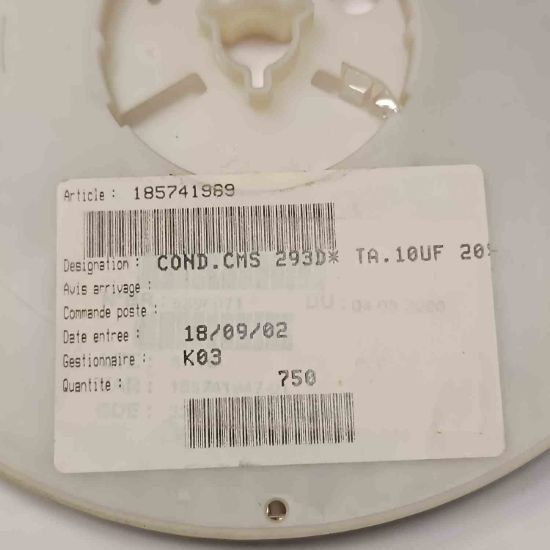 Article : 185741989
Designation : COND.CMS 293D* TA.10UF 20%
Avis arrivage :
Commande poste :
Date entree : 18/09/02
Gestionnaire : K03
Quantite : 750